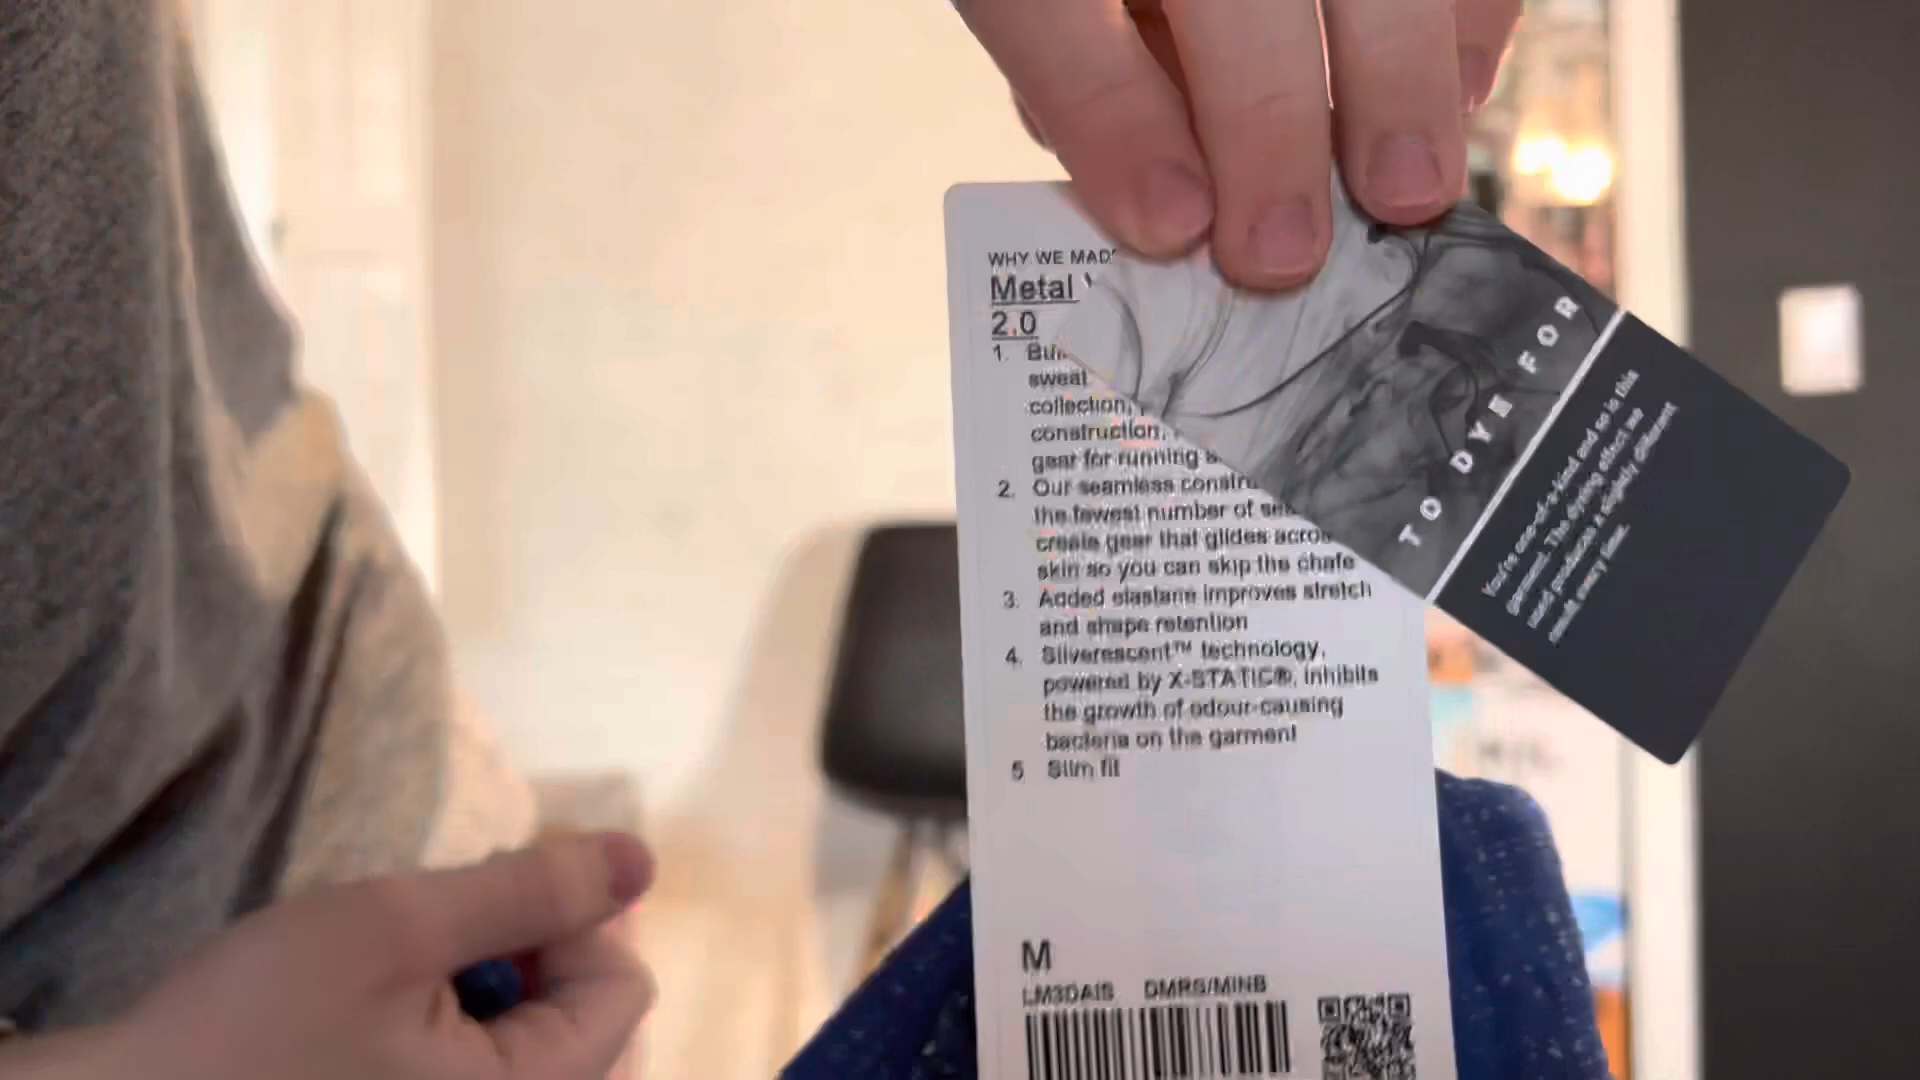 WHY WE MAD
Metal
2.0
1. Bui
sweat
collection,
construction,
gear for running
2. Our seamless constru
the fewest number of sea
create gear that glides acros
skin so you can skip the chafe
3. Added elastane improves stretch
and shape retention
4. Silverescent™ technology,
powered by X-STATIC®, inhibits
the growth of odour-causing
bacteria on the garment
5 Slim fit
M
LM3DA1S DMRS/MINB
TO DYE FOR
You're one-of-a-kind and so is this
garment. The dyeing effect we
used produces a slightly different
result every time.